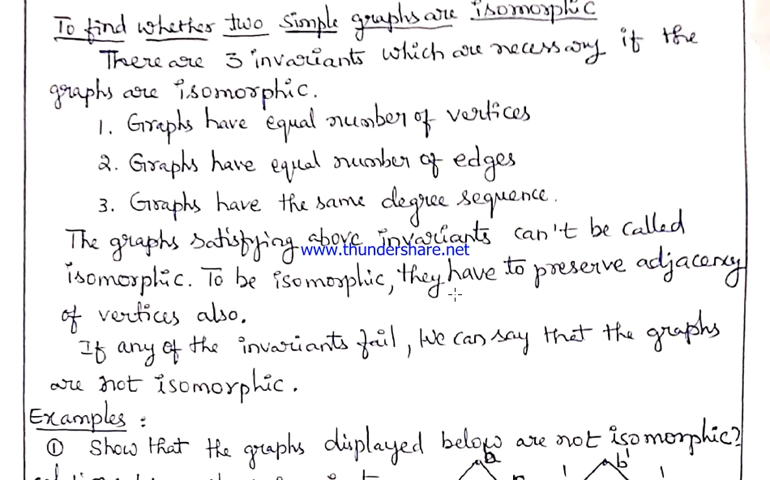 To find whether two simple graphs are isomorphic
There are 3 invariants which are necessary if the
graphs are isomorphic.
1. Graphs have equal number of vertices
2. Graphs have equal number of edges
3. Graphs have the same degree sequence.
The graphs satisfying above invariants can't be called
www.thundershare.net
isomorphic. To be isomorphic, they have to preserve adjacency
of vertices also.
If any of the invariants fail, we can say that the graphs
are not isomorphic.
Examples :
① Show that the graphs displayed below are not isomorphic?
a b'